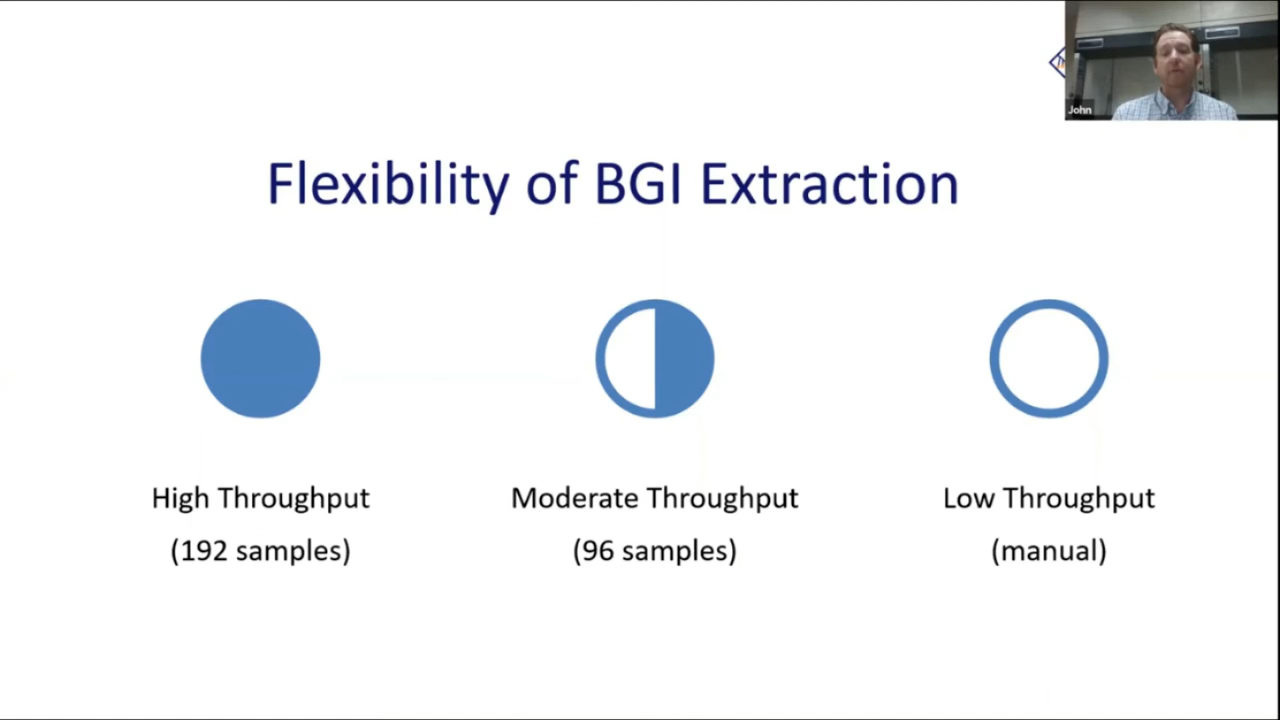 John
Flexibility of BGI Extraction
High Throughput
(192 samples)
Moderate Throughput
(96 samples)
Low Throughput
(manual)